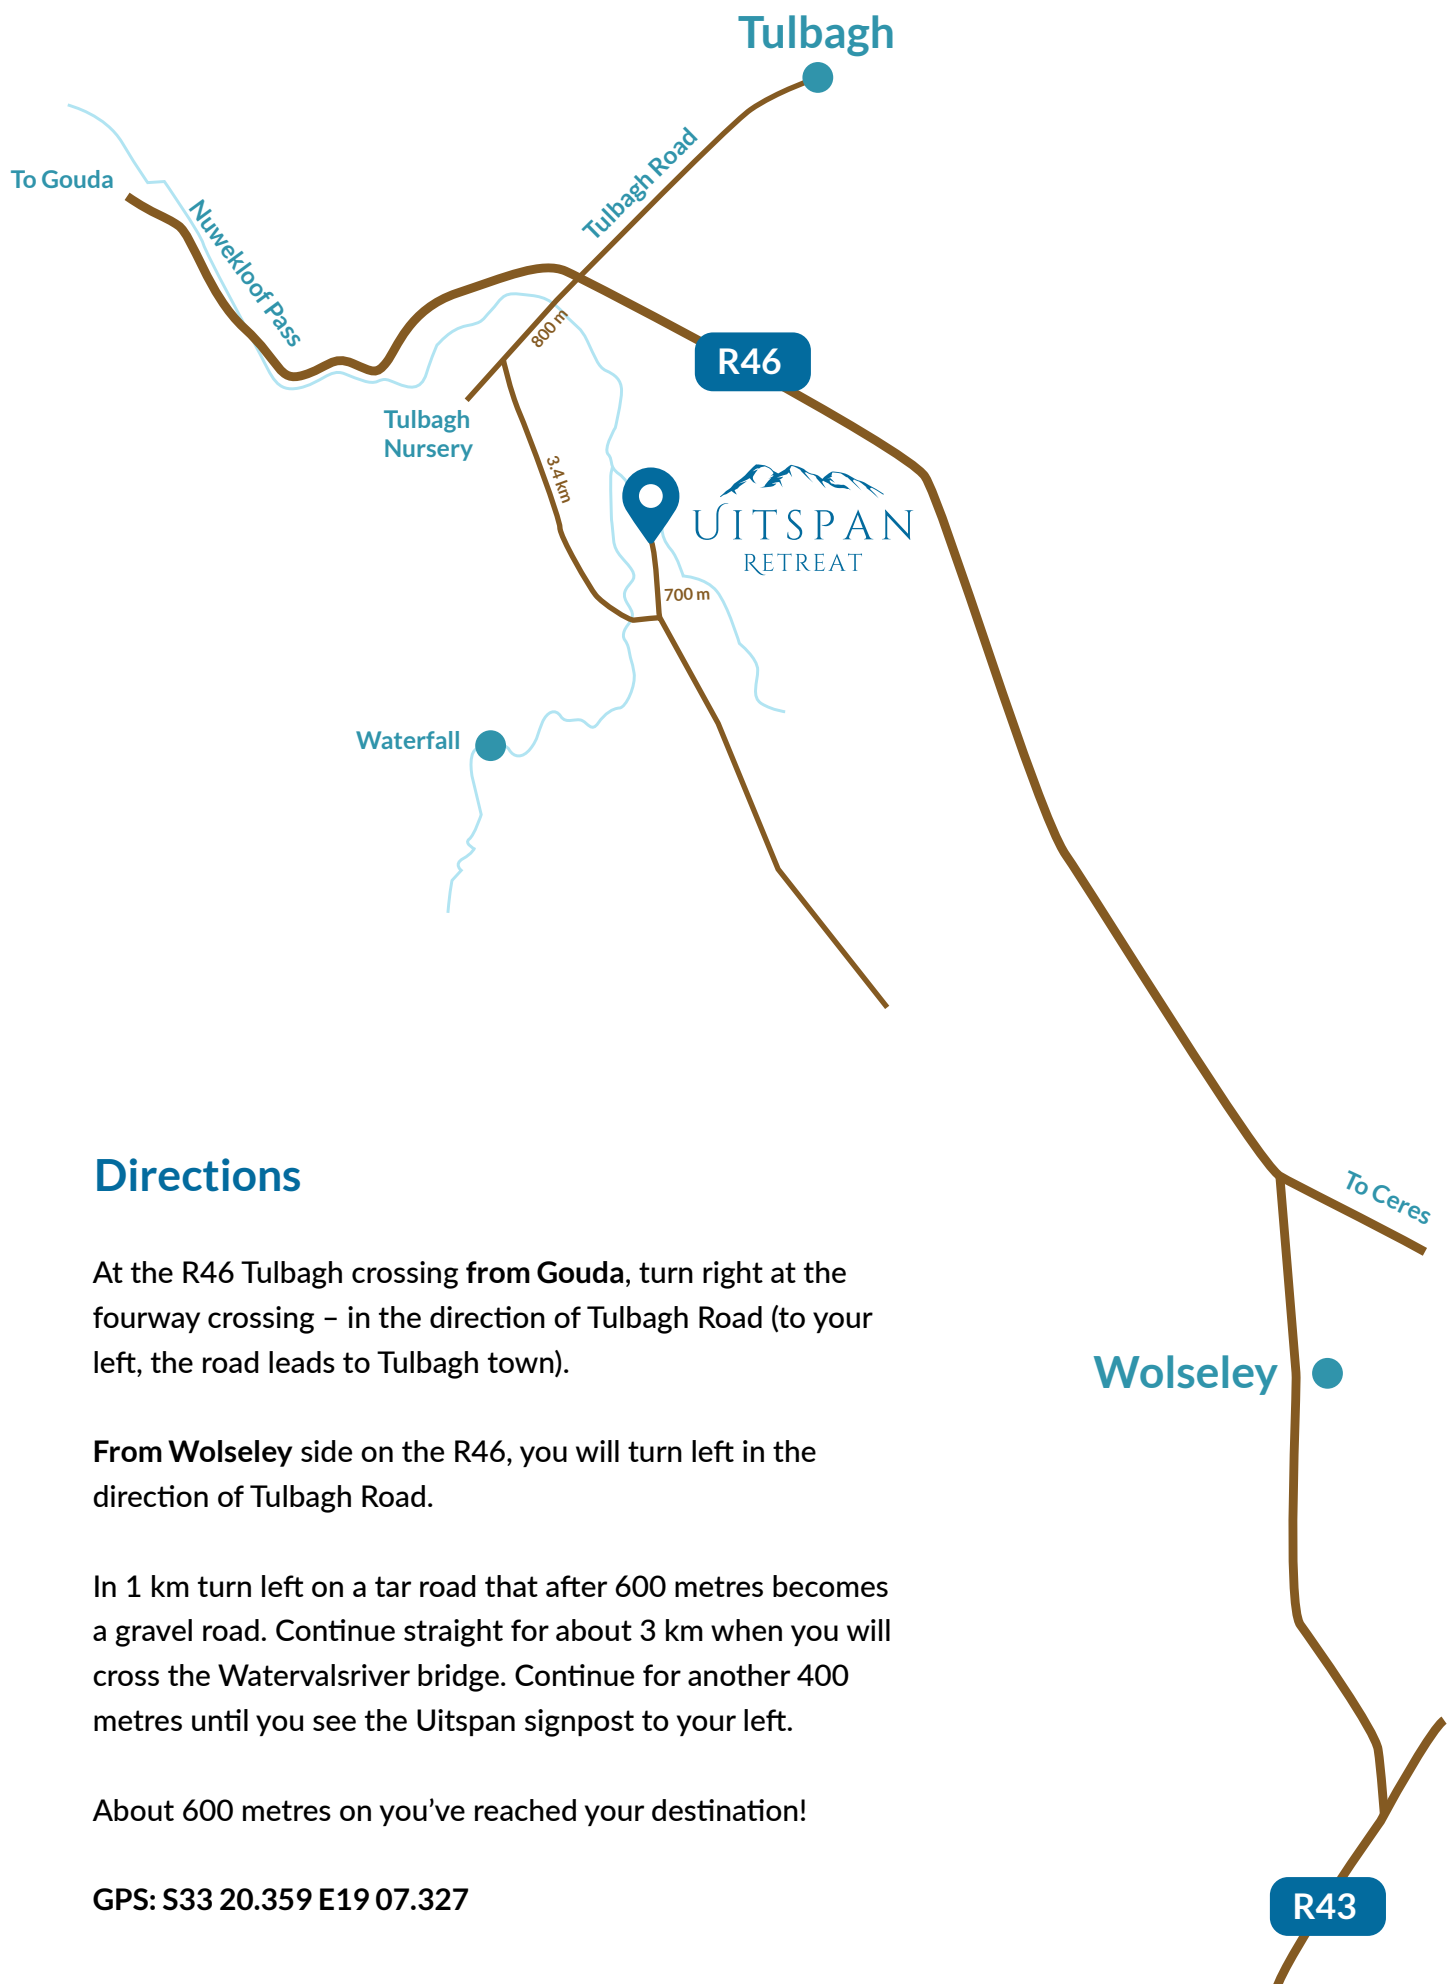 Tulbagh
To Gouda
Nuwekloof Pass
Tulbagh Road
800 m
R46
Tulbagh
Nursery
3.4 km
UITSPAN
RETREAT
700 m
Waterfall
Directions
To Ceres
At the R46 Tulbagh crossing from Gouda, turn right at the
fourway crossing – in the direction of Tulbagh Road (to your
left, the road leads to Tulbagh town).
Wolseley
From Wolseley side on the R46, you will turn left in the
direction of Tulbagh Road.
In 1 km turn left on a tar road that after 600 metres becomes
a gravel road. Continue straight for about 3 km when you will
cross the Watervalsriver bridge. Continue for another 400
metres until you see the Uitspan signpost to your left.
About 600 metres on you’ve reached your destination!
GPS: S33 20.359 E19 07.327
R43